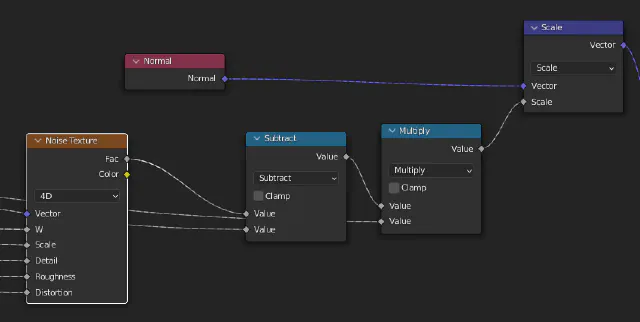 Scale
Vector
Scale
Vector
Scale
Normal
Normal
Noise Texture
Fac
Color
4D
Vector
W
Scale
Detail
Roughness
Distortion
Subtract
Value
Subtract
Clamp
Value
Value
Multiply
Value
Multiply
Clamp
Value
Value